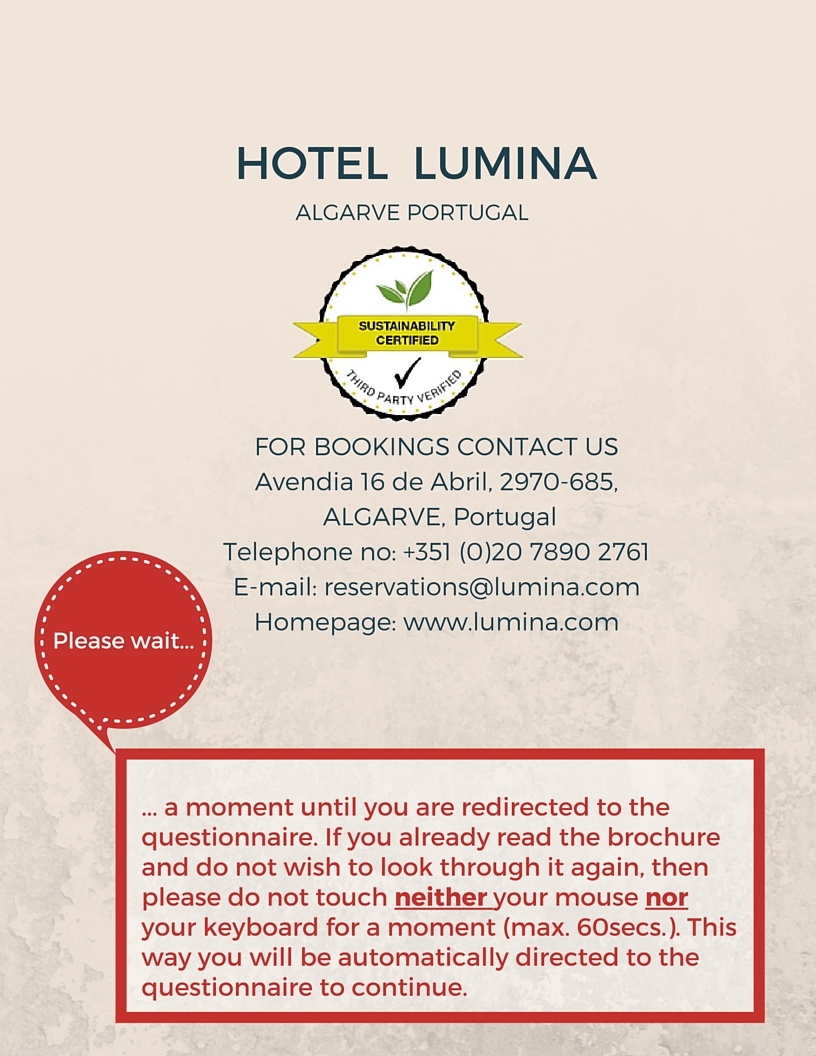 HOTEL LUMINA
ALGARVE PORTUGAL
SUSTAINABILITY
CERTIFIED
THIRD PARTY VERIFIED
FOR BOOKINGS CONTACT US
Avendia 16 de Abril, 2970-685,
ALGARVE, Portugal
Telephone no: +351 (0)20 7890 2761
E-mail: reservations@lumina.com
Homepage: www.lumina.com
Please wait...
... a moment until you are redirected to the
questionnaire. If you already read the brochure
and do not wish to look through it again, then
please do not touch neither your mouse nor
your keyboard for a moment (max. 60secs.). This
way you will be automatically directed to the
questionnaire to continue.